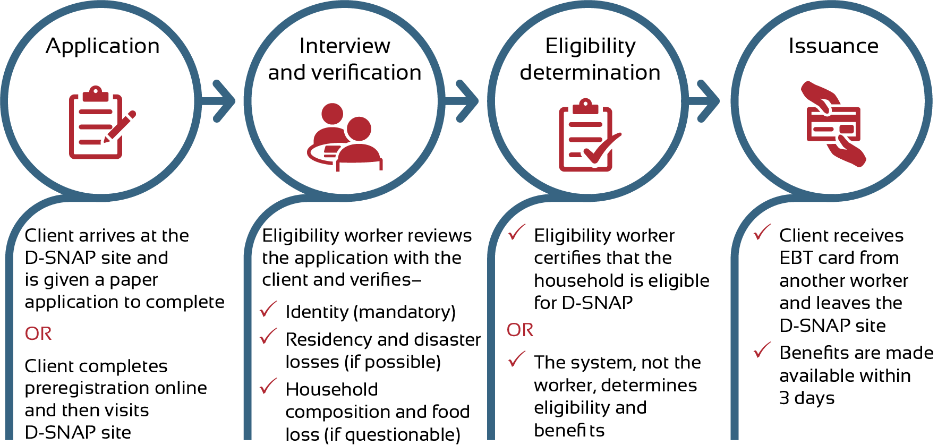 Application
Client arrives at the
D-SNAP site and
is given a paper
application to complete
OR
Client completes
preregistration online
and then visits
D-SNAP site
Interview
and verification
Eligibility worker reviews
the application with the
client and verifies–
✓ Identity (mandatory)
✓ Residency and disaster
losses (if possible)
✓ Household
composition and food
loss (if questionable)
Eligibility
determination
✓ Eligibility worker
certifies that the
household is eligible
for D-SNAP
OR
✓ The system, not the
worker, determines
eligibility and
benefits
Issuance
✓ Client receives
EBT card from
another worker
and leaves the
D-SNAP site
✓ Benefits are made
available within
3 days